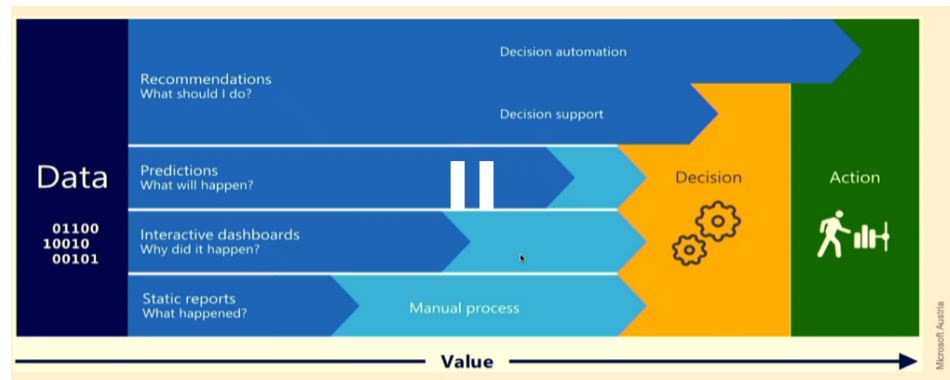 Decision automation
Recommendations
What should I do?
Decision support
Predictions
What will happen?
Data
Decision
Action
01100
10010
00101
Interactive dashboards
Why did it happen?
Static reports
What happened?
Manual process
Value
Microsoft Austria